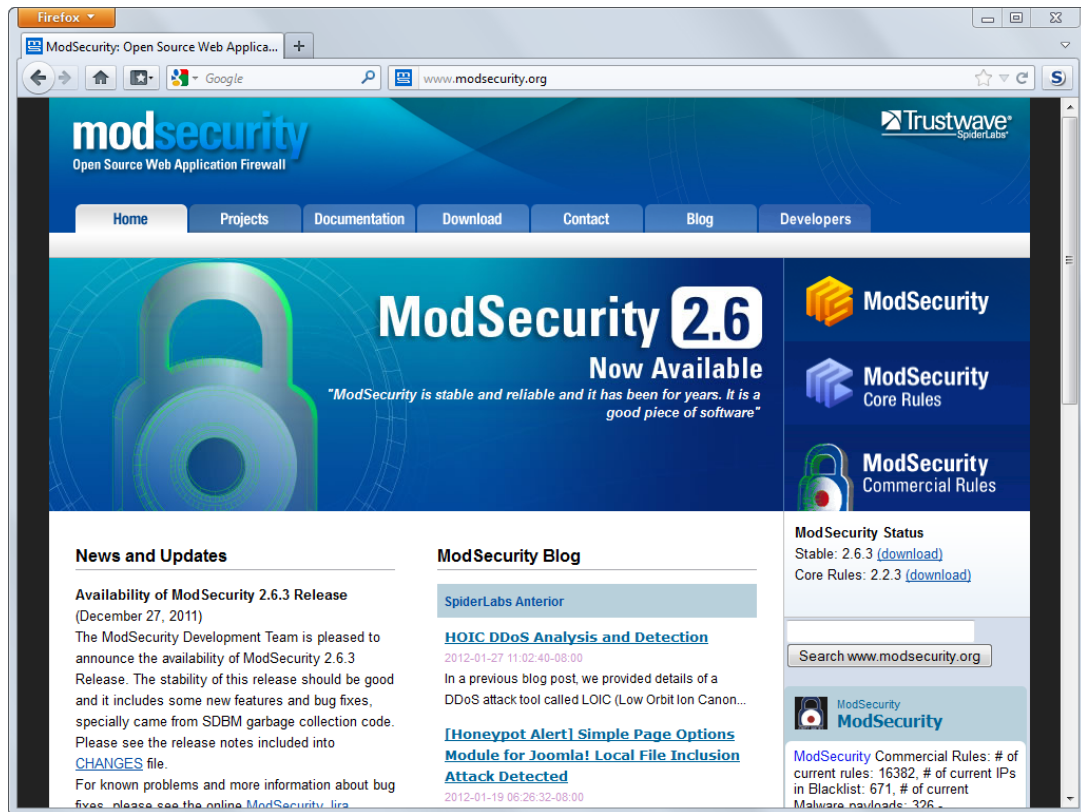 Firefox
ModSecurity: Open Source Web Applica...
Google
www.modsecurity.org
S)
modsecurity
Open Source Web Application Firewall
Trustwave®
SpiderLabs®
Home Projects Documentation Download Contact Blog Developers
ModSecurity 2.6
Now Available
"ModSecurity is stable and reliable and it has been for years. It is a
good piece of software"
ModSecurity
ModSecurity
Core Rules
ModSecurity
Commercial Rules
News and Updates
Availability of ModSecurity 2.6.3 Release
(December 27, 2011)
The ModSecurity Development Team is pleased to
announce the availability of ModSecurity 2.6.3
Release. The stability of this release should be good
and it includes some new features and bug fixes,
specially came from SDBM garbage collection code.
Please see the release notes included into
CHANGES file.
For known problems and more information about bug
fixes, please see the online ModSecurity Jira
ModSecurity Blog
SpiderLabs Anterior
HOIC DDoS Analysis and Detection
2012-01-27 11:02:40-08:00
In a previous blog post, we provided details of a
DDoS attack tool called LOIC (Low Orbit Ion Canon...
[Honeypot Alert] Simple Page Options
Module for Joomla! Local File Inclusion
Attack Detected
2012-01-19 06:26:32-08:00
ModSecurity Status
Stable: 2.6.3 (download)
Core Rules: 2.2.3 (download)
Search www.modsecurity.org
ModSecurity
ModSecurity
ModSecurity Commercial Rules: # of
current rules: 16382, # of current IPs
in Blacklist: 671, # of current
Malware payloads: 326 -